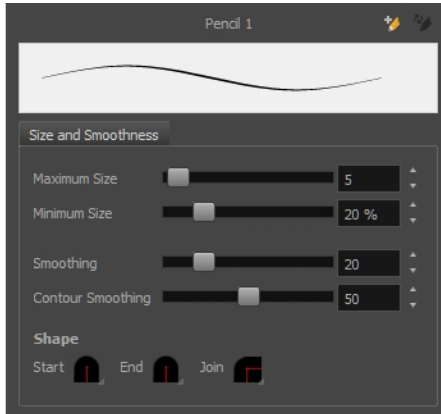 Pencil 1
Size and Smoothness
Maximum Size 5
Minimum Size 20 %
Smoothing 20
Contour Smoothing 50
Shape
Start End Join